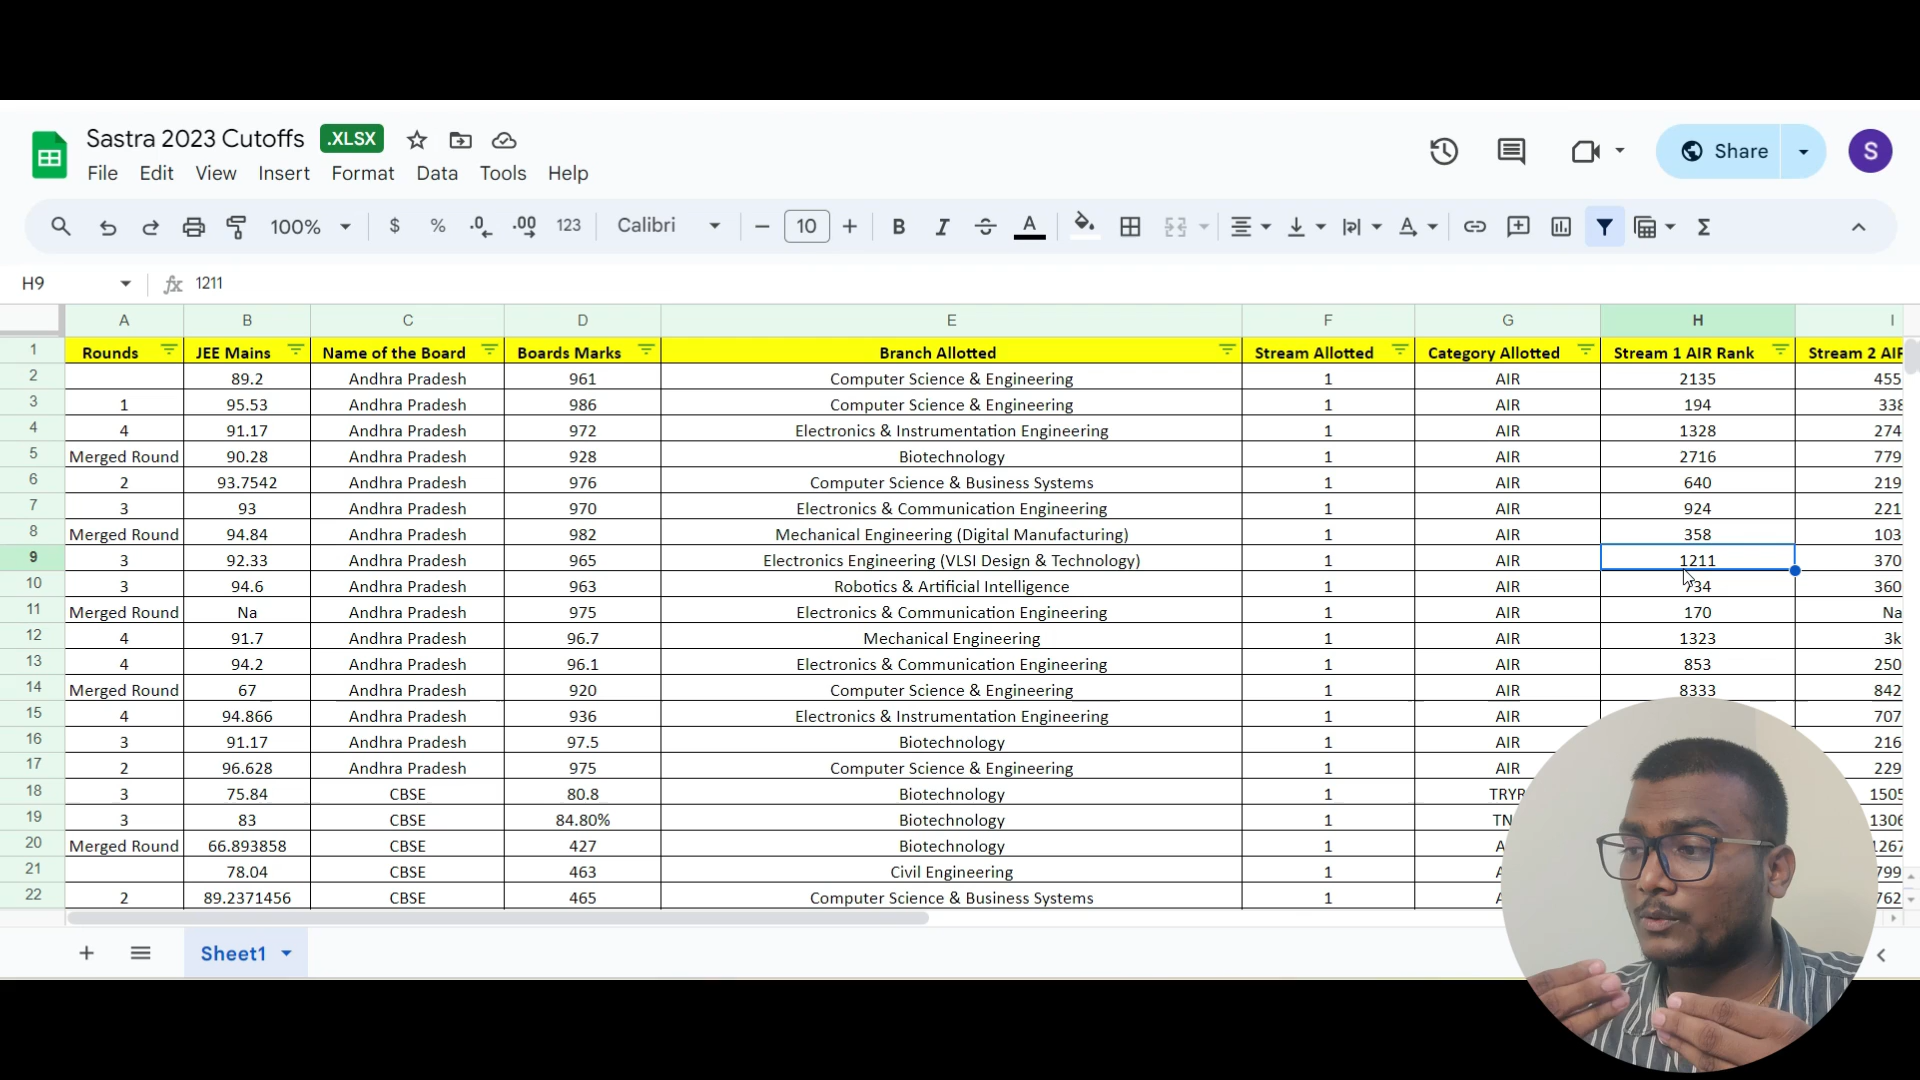 Sastra 2023 Cutoffs .XLSX
File Edit View Insert Format Data Tools Help
Share
S
100% $ % .0 .00 123 Calibri 10 B I A Σ
H9 fx 1211
A B C D E F G H I
1 Rounds JEE Mains Name of the Board Boards Marks Branch Allotted Stream Allotted Category Allotted Stream 1 AIR Rank Stream 2 AIR
2 89.2 Andhra Pradesh 961 Computer Science & Engineering 1 AIR 2135 455
3 1 95.53 Andhra Pradesh 986 Computer Science & Engineering 1 AIR 194 338
4 4 91.17 Andhra Pradesh 972 Electronics & Instrumentation Engineering 1 AIR 1328 274
5 Merged Round 90.28 Andhra Pradesh 928 Biotechnology 1 AIR 2716 779
6 2 93.7542 Andhra Pradesh 976 Computer Science & Business Systems 1 AIR 640 219
7 3 93 Andhra Pradesh 970 Electronics & Communication Engineering 1 AIR 924 221
8 Merged Round 94.84 Andhra Pradesh 982 Mechanical Engineering (Digital Manufacturing) 1 AIR 358 103
9 3 92.33 Andhra Pradesh 965 Electronics Engineering (VLSI Design & Technology) 1 AIR 1211 370
10 3 94.6 Andhra Pradesh 963 Robotics & Artificial Intelligence 1 AIR 734 360
11 Merged Round Na Andhra Pradesh 975 Electronics & Communication Engineering 1 AIR 170 Na
12 4 91.7 Andhra Pradesh 96.7 Mechanical Engineering 1 AIR 1323 3k
13 4 94.2 Andhra Pradesh 96.1 Electronics & Communication Engineering 1 AIR 853 250
14 Merged Round 67 Andhra Pradesh 920 Computer Science & Engineering 1 AIR 8333 842
15 4 94.866 Andhra Pradesh 936 Electronics & Instrumentation Engineering 1 AIR 707
16 3 91.17 Andhra Pradesh 97.5 Biotechnology 1 AIR 216
17 2 96.628 Andhra Pradesh 975 Computer Science & Engineering 1 AIR 229
18 3 75.84 CBSE 80.8 Biotechnology 1 TRYR 1505
19 3 83 CBSE 84.80% Biotechnology 1 TN 1306
20 Merged Round 66.893858 CBSE 427 Biotechnology 1 A 1267
21 78.04 CBSE 463 Civil Engineering 1 A 799
22 2 89.2371456 CBSE 465 Computer Science & Business Systems 1 A 762
Sheet1